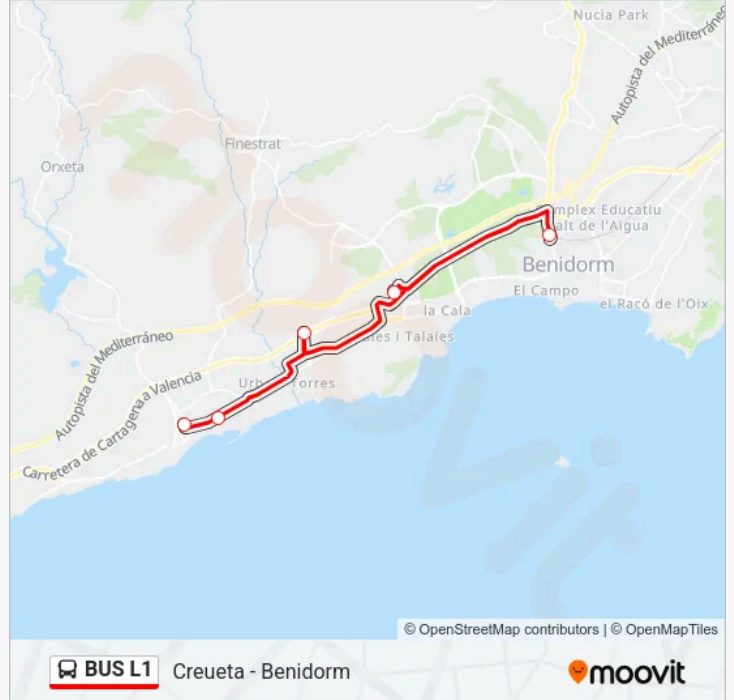 Nucia Park
Autopista del Mediterráneo
Finestrat
Orxeta
Complex Educatiu
Salt de l'Aigua
Benidorm
El Campo
el Racó de l'Oix
la Cala
Talaies
Autopista del Mediterráneo
Torres
Carretera de Cartagena a Valencia
© OpenStreetMap contributors | © OpenMapTiles
BUS L1
Creueta - Benidorm
moovit